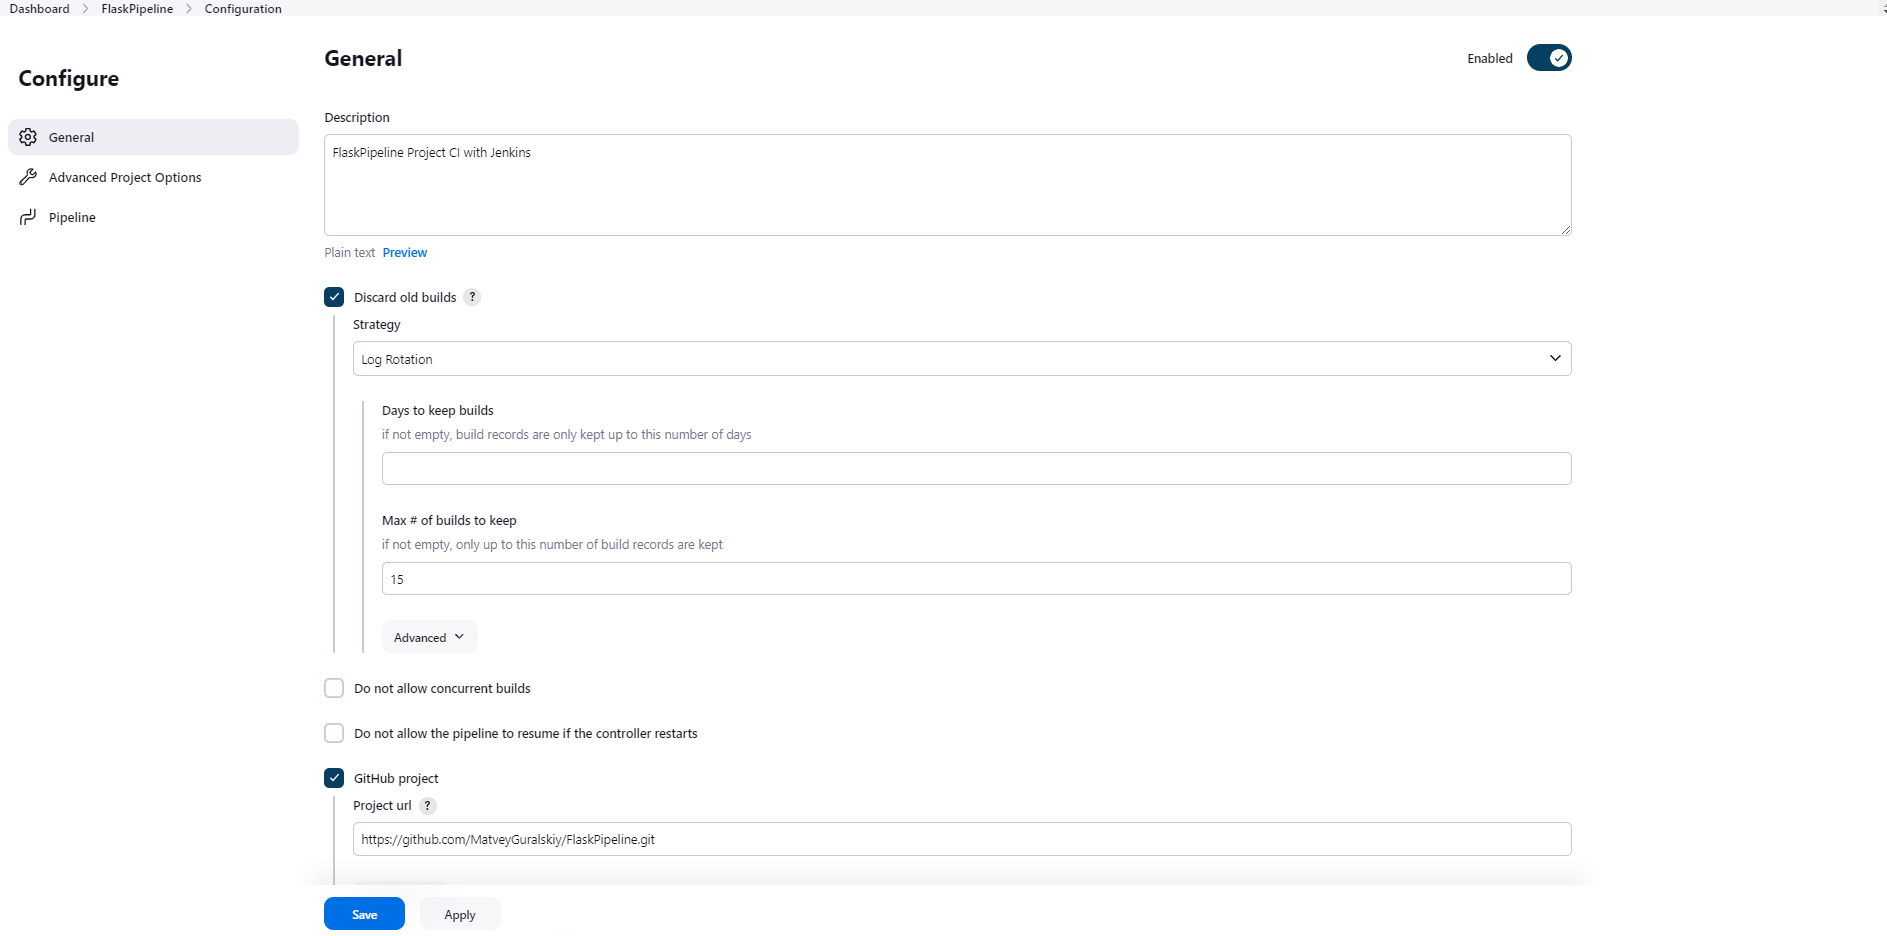 Dashboard > FlaskPipeline > Configuration
Configure
General
Advanced Project Options
Pipeline
General
Enabled
Description
FlaskPipeline Project CI with Jenkins
Plain text Preview
Discard old builds ?
Strategy
Log Rotation
Days to keep builds
if not empty, build records are only kept up to this number of days
Max # of builds to keep
if not empty, only up to this number of build records are kept
15
Advanced
Do not allow concurrent builds
Do not allow the pipeline to resume if the controller restarts
GitHub project
Project url ?
https://github.com/MatveyGuralskiy/FlaskPipeline.git
Save Apply